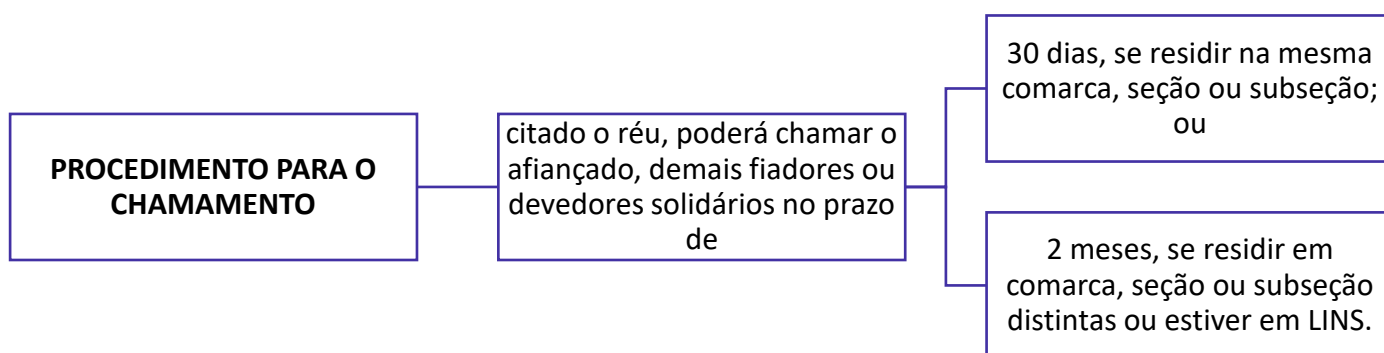 PROCEDIMENTO PARA O
CHAMAMENTO
citado o réu, poderá chamar o
afiançado, demais fiadores ou
devedores solidários no prazo
de
30 dias, se residir na mesma
comarca, seção ou subseção;
ou
2 meses, se residir em
comarca, seção ou subseção
distintas ou estiver em LINS.